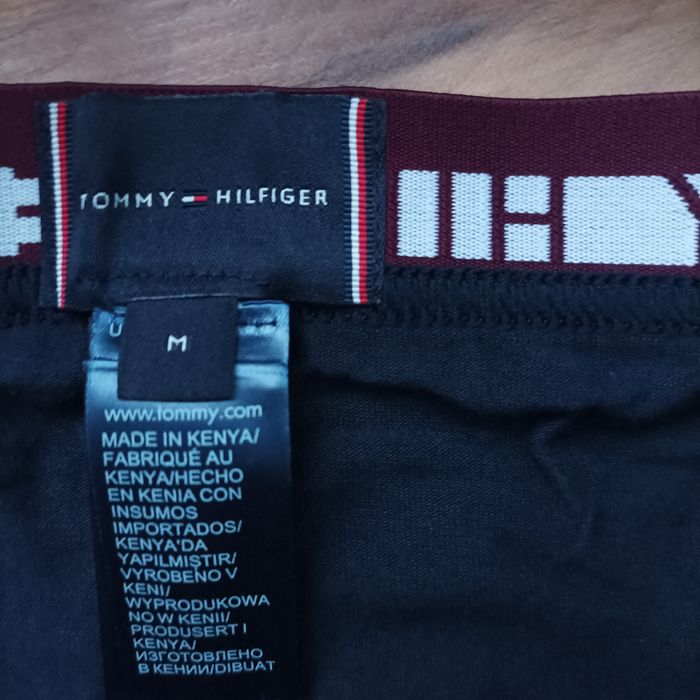 TOMMY HILFIGER
M
www.tommy.com
MADE IN KENYA/
FABRIQUÉ AU
KENYA/HECHO
EN KENIA CON
INSUMOS
IMPORTADOS/
KENYA'DA
YAPILMIŞTIR/
VYROBENO V
KENI/
WYPRODUKOWA
NO W KENII/
PRODUSERT I
KENYA/
ИЗГОТОВЛЕНО
В КЕНИИ/DIBUAT